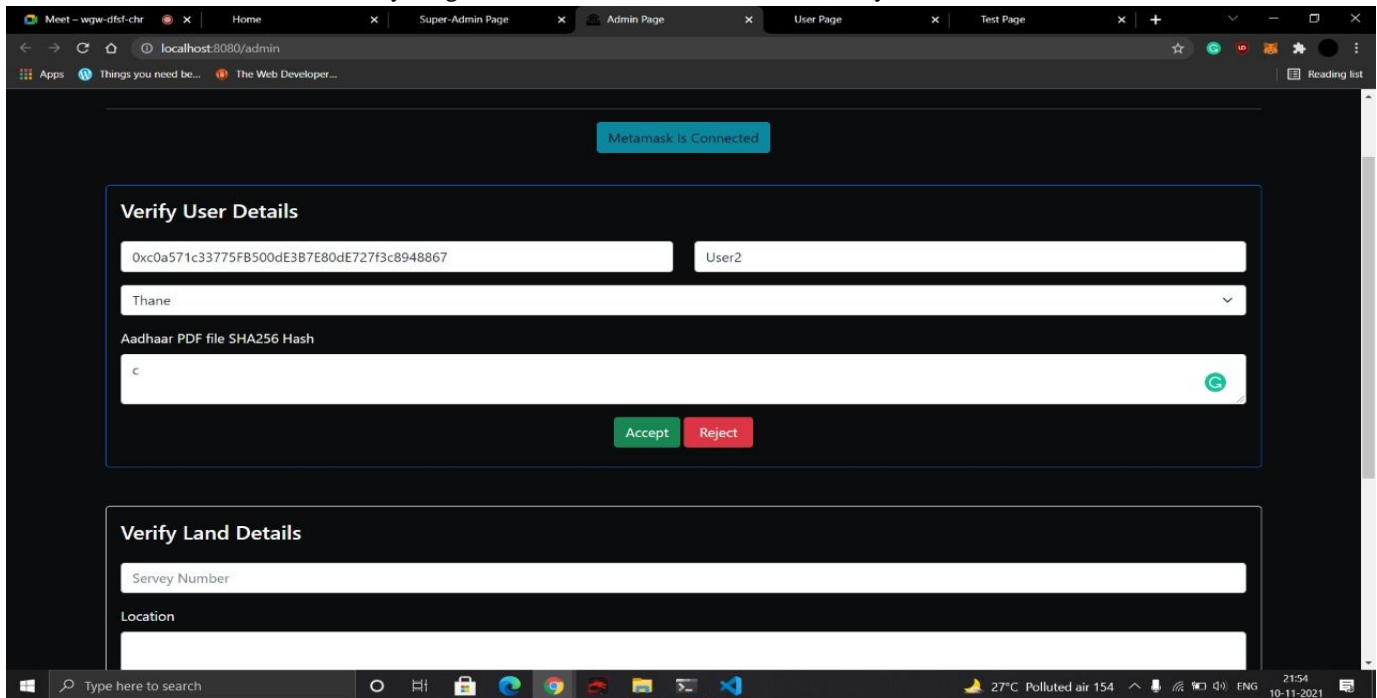 Meet – wgw-dfsf-chr Home Super-Admin Page Admin Page User Page Test Page
localhost:8080/admin
Apps Things you need be... The Web Developer... Reading list
Metamask Is Connected
Verify User Details
0xc0a571c33775FB500dE3B7E80dE727f3c8948867 User2
Thane
Aadhaar PDF file SHA256 Hash
c
Accept Reject
Verify Land Details
Servey Number
Location
Type here to search 27°C Polluted air 154 ENG 21:54
10-11-2021